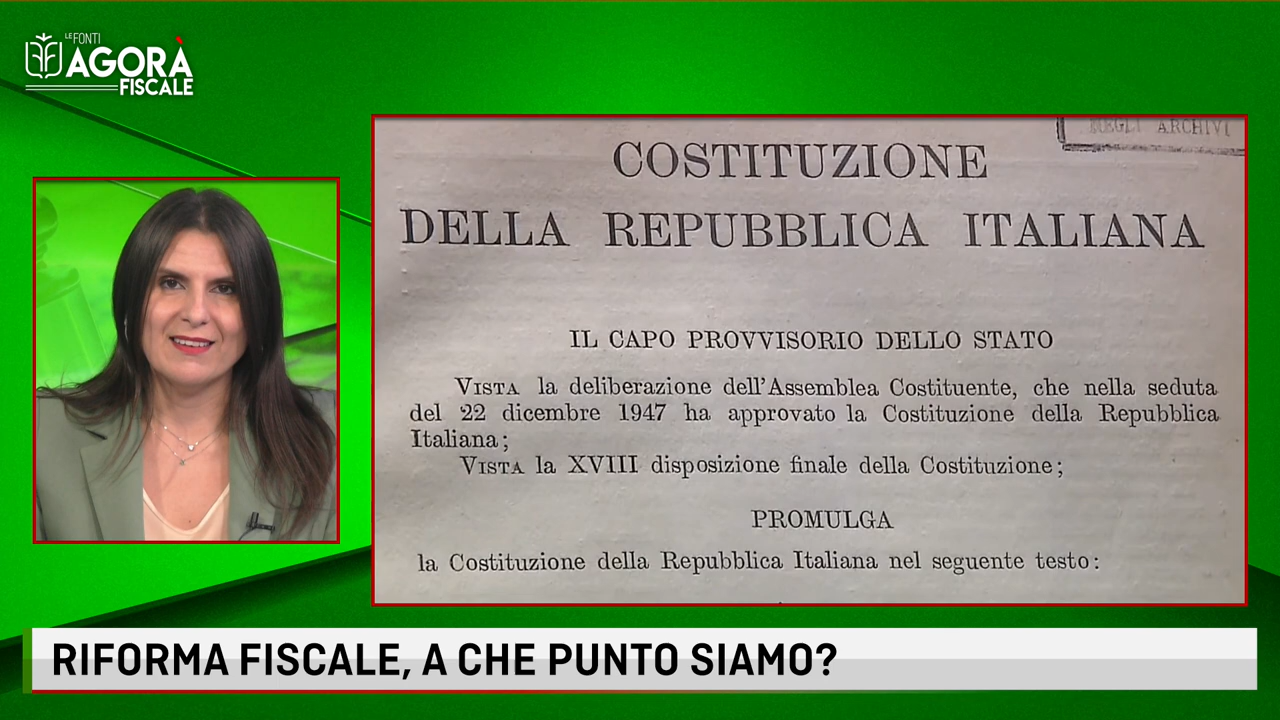 LE FONTI
AGORÀ
FISCALE
DEGLI ARCHIVI
COSTITUZIONE
DELLA REPUBBLICA ITALIANA
IL CAPO PROVVISORIO DELLO STATO
VISTA la deliberazione dell'Assemblea Costituente, che nella seduta
del 22 dicembre 1947 ha approvato la Costituzione della Repubblica
Italiana;
VISTA la XVIII disposizione finale della Costituzione;
PROMULGA
la Costituzione della Repubblica Italiana nel seguente testo:
RIFORMA FISCALE, A CHE PUNTO SIAMO?